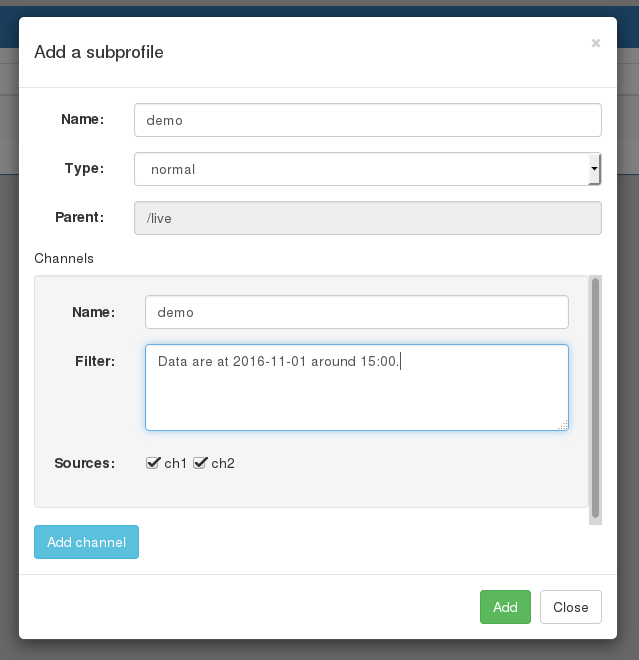 Add a subprofile ×
Name: demo
Type: normal
Parent: /live
Channels
Name: demo
Filter: Data are at 2016-11-01 around 15:00.
Sources: ch1 ch2
Add channel
Add Close